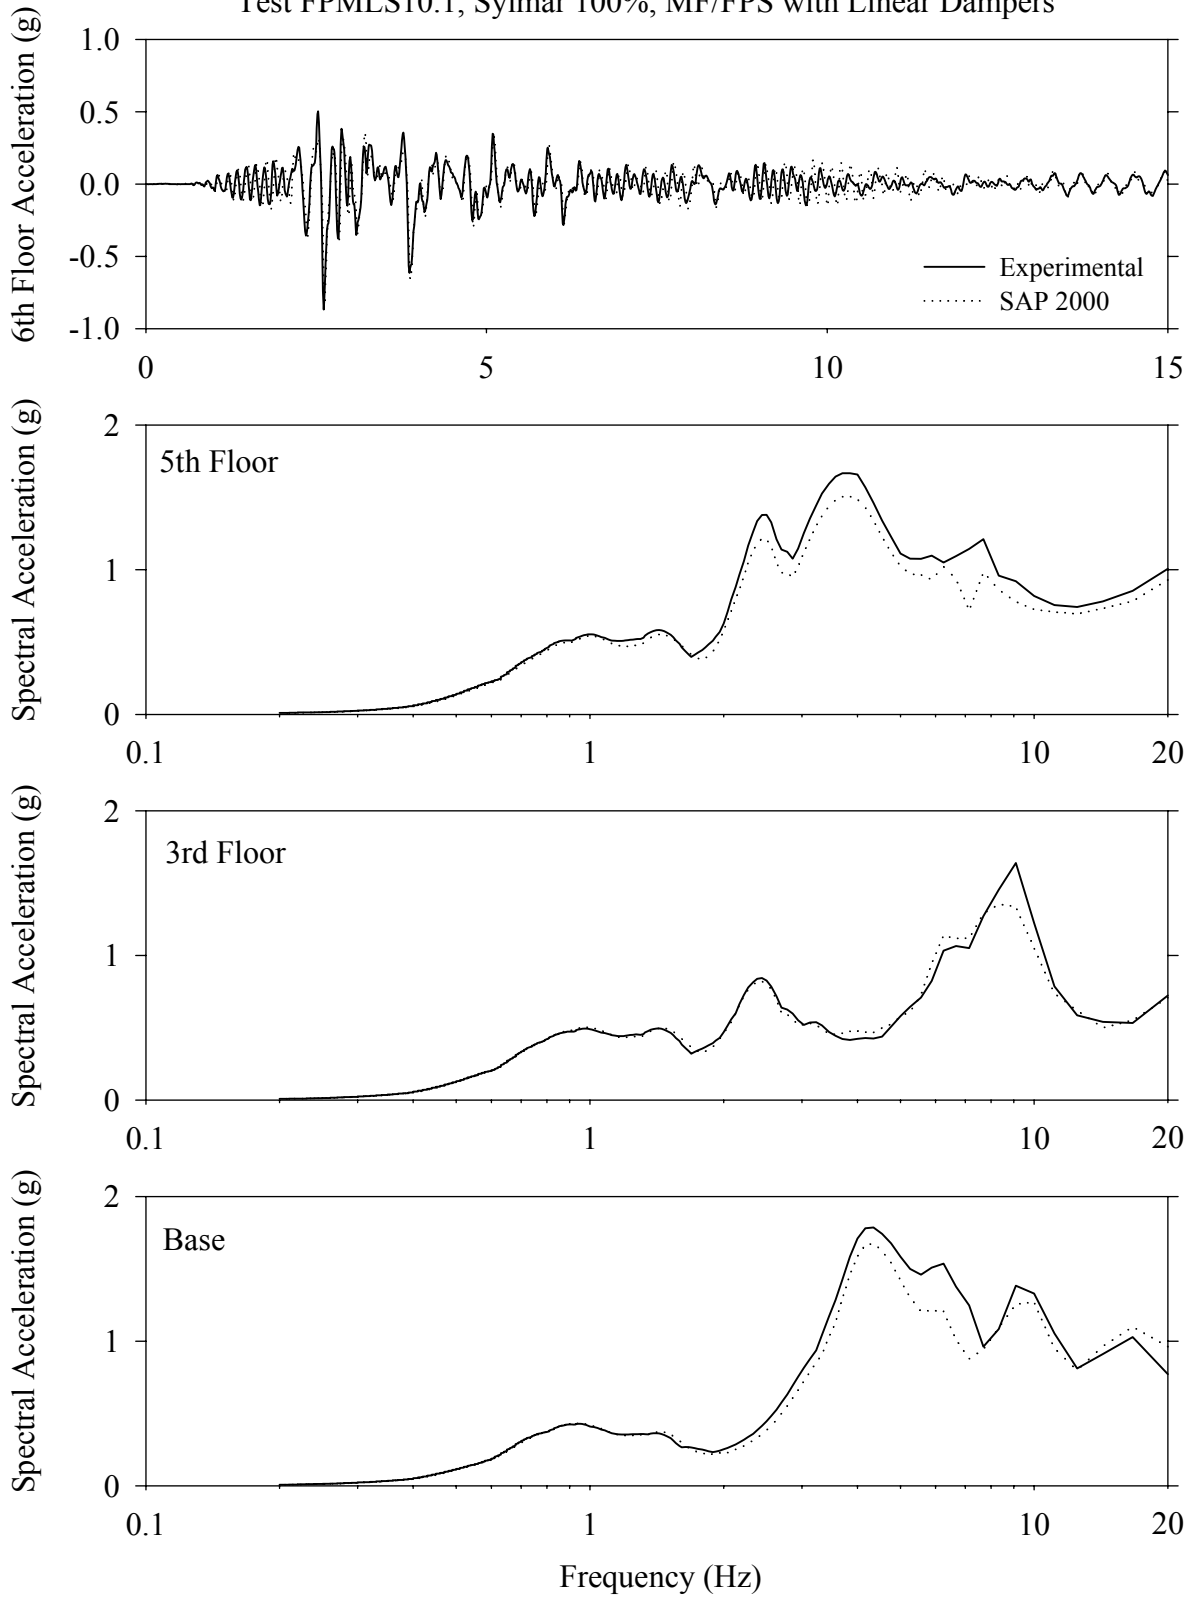 Test FPMLS10.1, Sylmar 100%, MF/FPS with Linear Dampers
6th Floor Acceleration (g)
1.0
0.5
0.0
-0.5
-1.0
Experimental
SAP 2000
0 5 10 15
Spectral Acceleration (g)
2
1
0
5th Floor
0.1 1 10 20
Spectral Acceleration (g)
2
1
0
3rd Floor
0.1 1 10 20
Spectral Acceleration (g)
2
1
0
Base
0.1 1 10 20
Frequency (Hz)